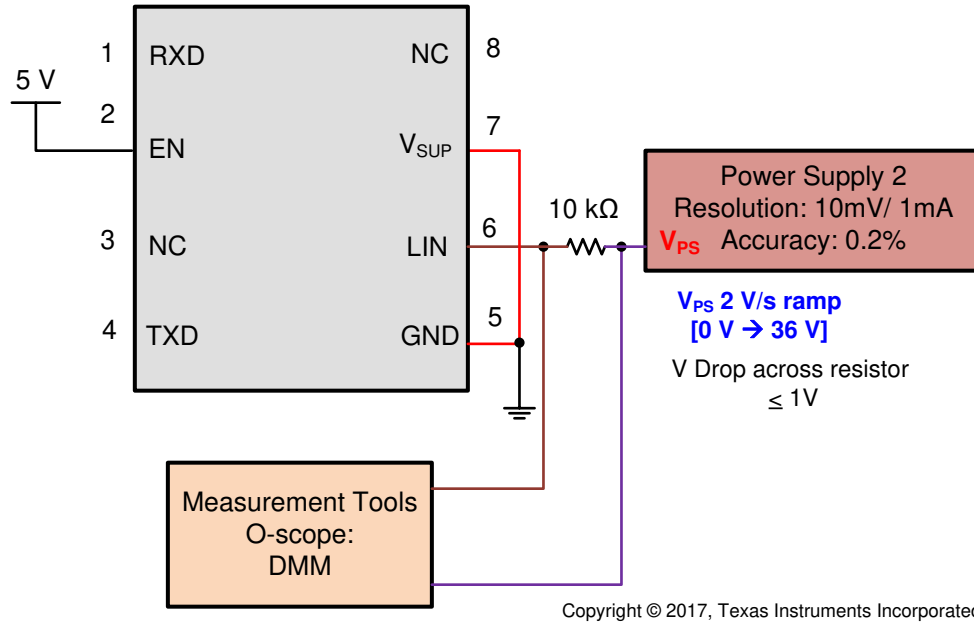 5 V
1
RXD
2
EN
3
NC
4
TXD
NC
8
VSUP
7
LIN
6
GND
5
10 kΩ
Power Supply 2
Resolution: 10mV/ 1mA
VPS Accuracy: 0.2%
VPS 2 V/s ramp
[0 V → 36 V]
V Drop across resistor
≤ 1V
Measurement Tools
O-scope:
DMM
Copyright © 2017, Texas Instruments Incorporated